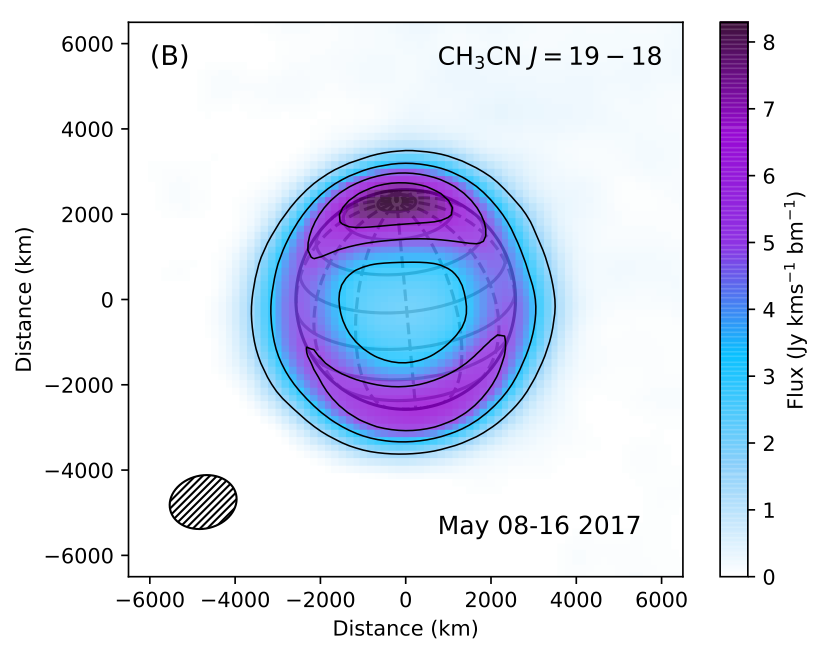 (B) CH₃CN J = 19 − 18
May 08-16 2017
6000
4000
2000
0
−2000
−4000
−6000
Distance (km)
−6000 −4000 −2000 0 2000 4000 6000
Distance (km)
8
7
6
5
4
3
2
1
0
Flux (Jy kms⁻¹ bm⁻¹)